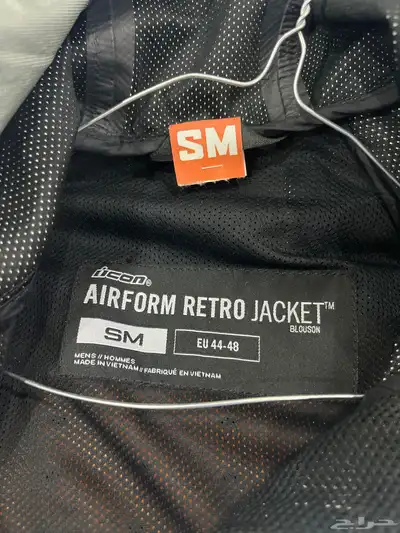 SM
icon®
AIRFORM RETRO JACKET™
BLOUSON
SM
EU 44-48
MENS // HOMMES
MADE IN VIETNAM // FABRIQUÉ EN VIETNAM
حراج